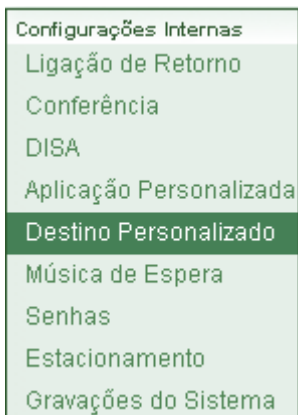 Configurações Internas
Ligação de Retorno
Conferência
DISA
Aplicação Personalizada
Destino Personalizado
Música de Espera
Senhas
Estacionamento
Gravações do Sistema